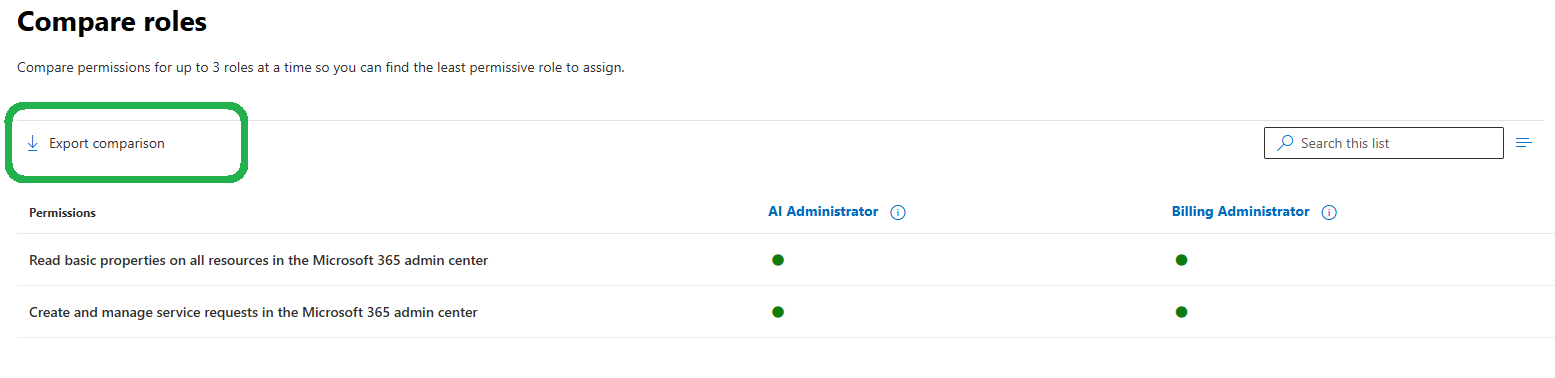 Compare roles
Compare permissions for up to 3 roles at a time so you can find the least permissive role to assign.
Export comparison
Search this list
Permissions AI Administrator Billing Administrator
Read basic properties on all resources in the Microsoft 365 admin center
Create and manage service requests in the Microsoft 365 admin center